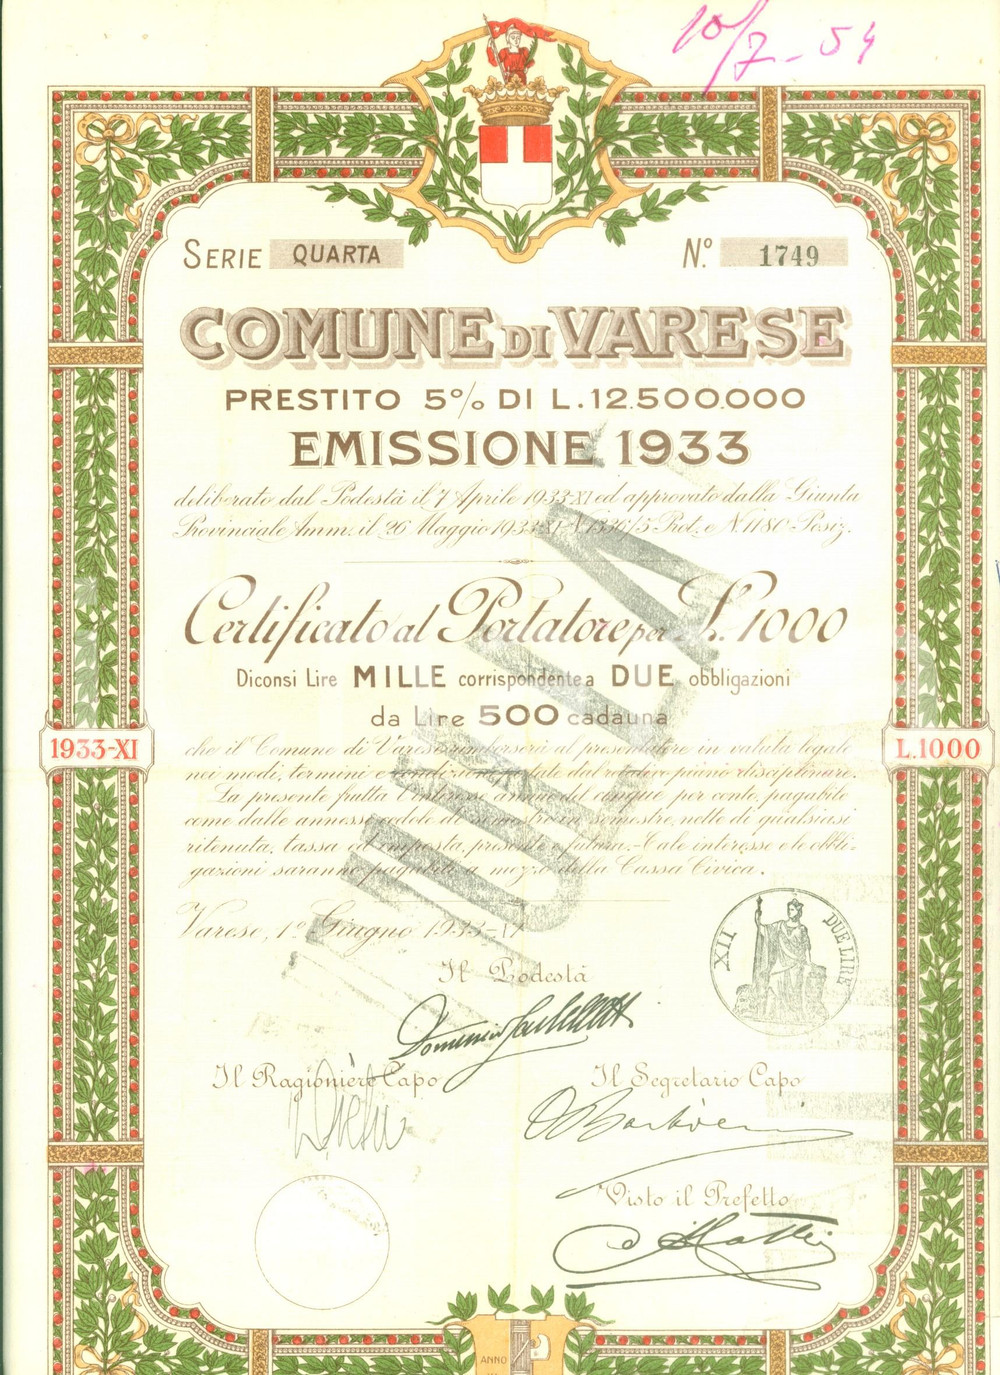 10/7-54
SERIE QUARTA
N.º 1749
COMUNE DI VARESE
PRESTITO 5% DI L.12.500.000
EMISSIONE 1933
deliberato dal Podestà il 7 Aprile 1933-XI ed approvato dalla Giunta
Provinciale Amm. il 26 Maggio 1933-XI-N. 1336/5 Prot. e N. 1180 Posiz.
Certificato al Portatore per L. 1000
Diconsi Lire MILLE corrispondente a DUE obbligazioni
da Lire 500 cadauna
1933-XI
L.1000
che il Comune di Varese rimborserà al presentatore in valuta legale
nei modi, termini e condizioni portate dal relativo piano disciplinare.
La presente frutta l'interesse annuo del cinque per cento, pagabile
come dalle annesse cedole di semestre in semestre, netto di qualsiasi
ritenuta, tassa ed imposta, presente e futura.- Tale interesse e le obbli-
gazioni saranno pagabili a mezzo della Cassa Civica.
Varese, 1º Giugno 1933-
XII DUE LIRE
Il Podestà
Il Ragioniere Capo
Il Segretario Capo
Visto il Prefetto
ANNO